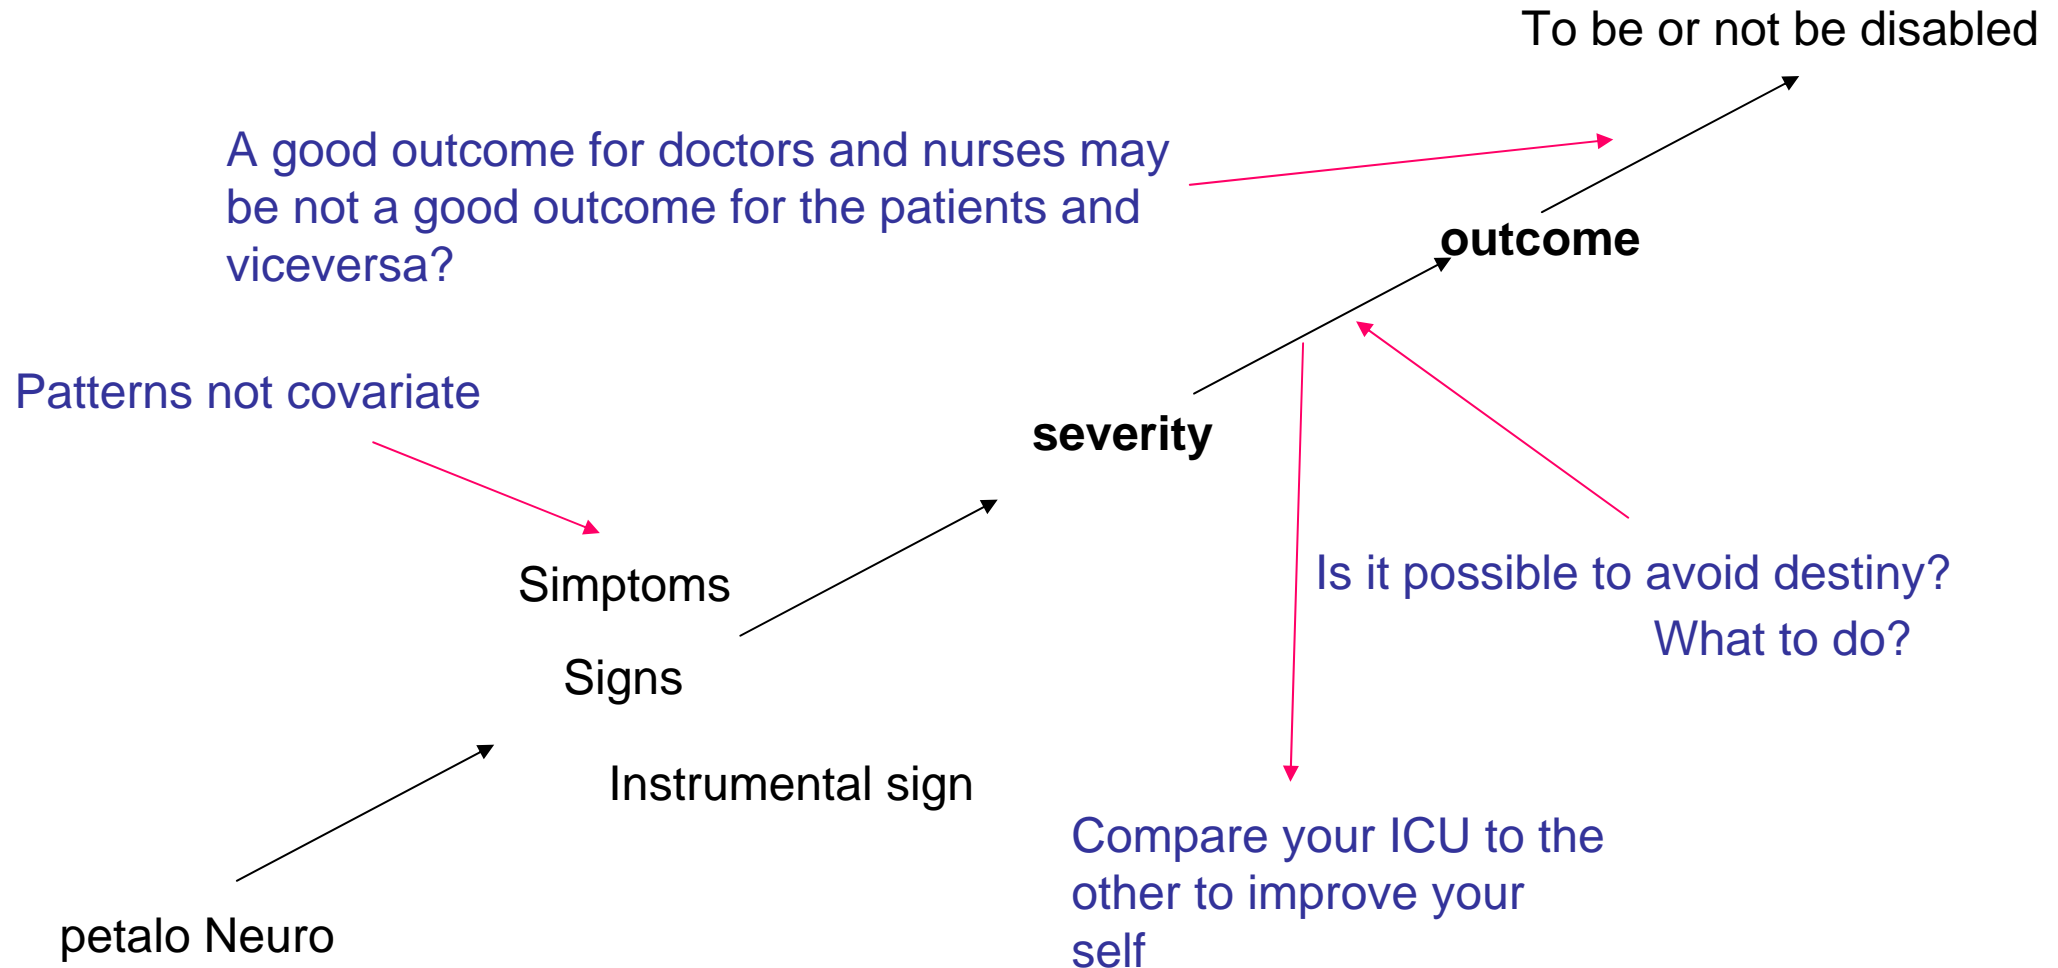 To be or not be disabled
A good outcome for doctors and nurses may
be not a good outcome for the patients and
viceversa?
outcome
Patterns not covariate
severity
Simptoms
Is it possible to avoid destiny?
What to do?
Signs
Instrumental sign
Compare your ICU to the
other to improve your
self
petalo Neuro